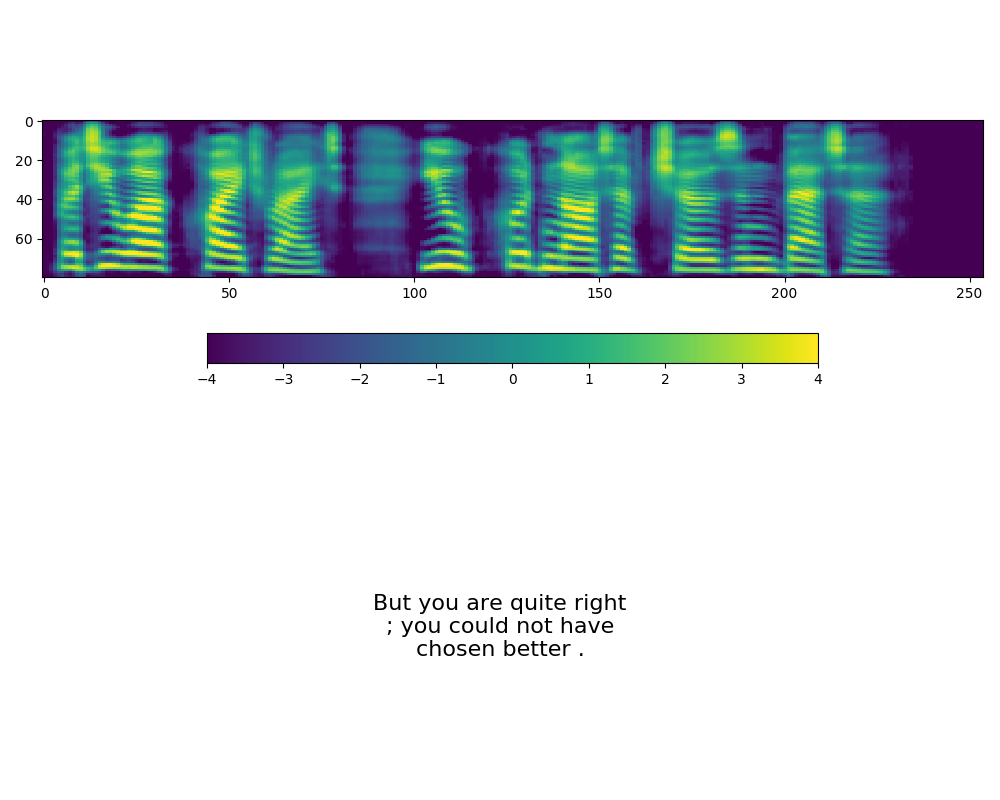 0
20
40
60
0 50 100 150 200 250
−4 −3 −2 −1 0 1 2 3 4
But you are quite right
; you could not have
chosen better .